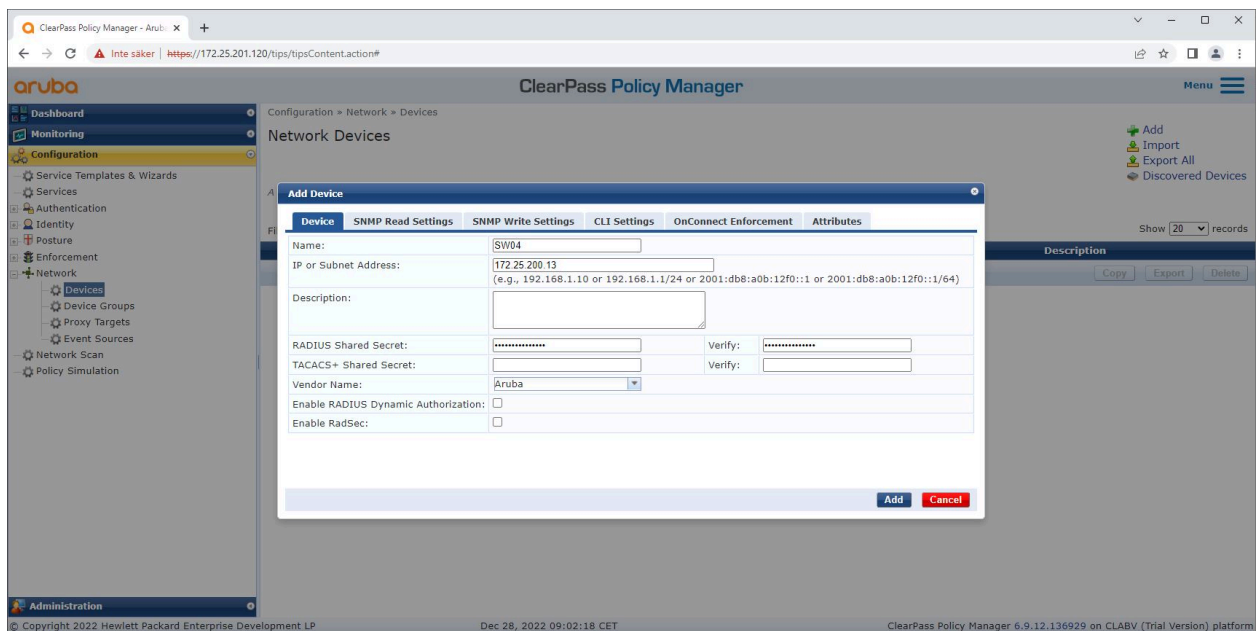 ClearPass Policy Manager - Arub
Inte säker | https://172.25.201.120/tips/tipsContent.action#
aruba
ClearPass Policy Manager
Menu
Dashboard
Monitoring
Configuration
Service Templates & Wizards
Services
Authentication
Identity
Posture
Enforcement
Network
Devices
Device Groups
Proxy Targets
Event Sources
Network Scan
Policy Simulation
Administration
Configuration » Network » Devices
Network Devices
Add
Import
Export All
Discovered Devices
A
Fi
Show 20 records
Description
Copy Export Delete
Add Device
Device SNMP Read Settings SNMP Write Settings CLI Settings OnConnect Enforcement Attributes
Name: SW04
IP or Subnet Address: 172.25.200.13
(e.g., 192.168.1.10 or 192.168.1.1/24 or 2001:db8:a0b:12f0::1 or 2001:db8:a0b:12f0::1/64)
Description:
RADIUS Shared Secret: ••••••••••••••• Verify: •••••••••••••••
TACACS+ Shared Secret: Verify:
Vendor Name: Aruba
Enable RADIUS Dynamic Authorization:
Enable RadSec:
Add Cancel
© Copyright 2022 Hewlett Packard Enterprise Development LP Dec 28, 2022 09:02:18 CET ClearPass Policy Manager 6.9.12.136929 on CLABV (Trial Version) platform